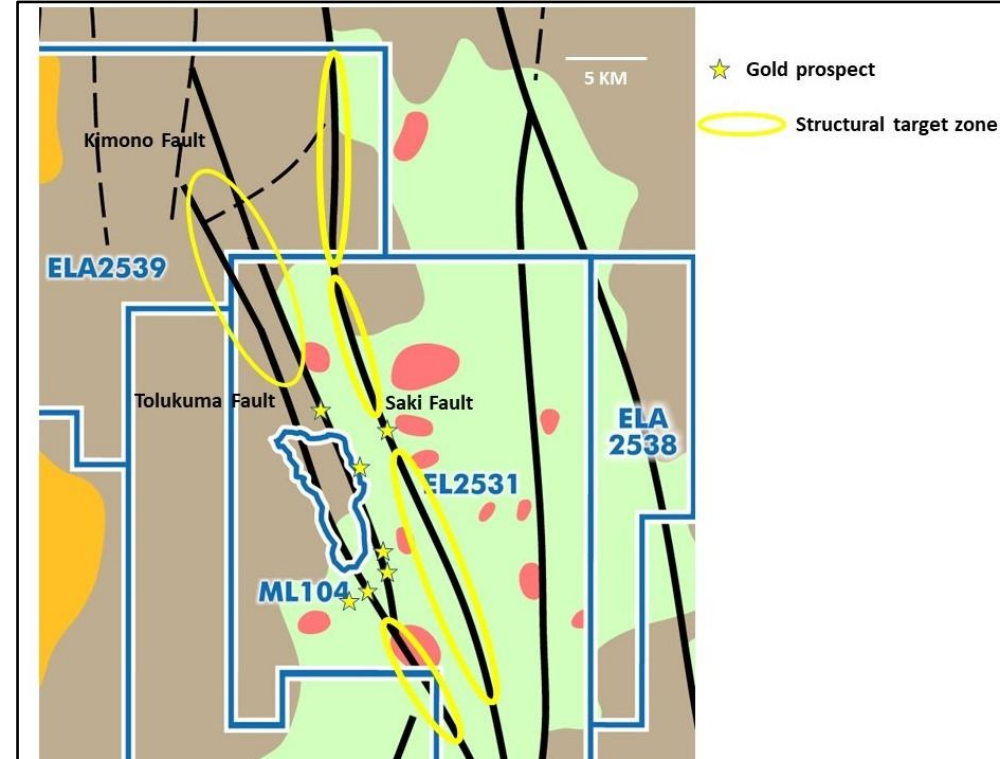 5 KM
Gold prospect
Structural target zone
Kimono Fault
ELA2539
Tolukuma Fault
Saki Fault
ELA
2538
EL2531
ML104